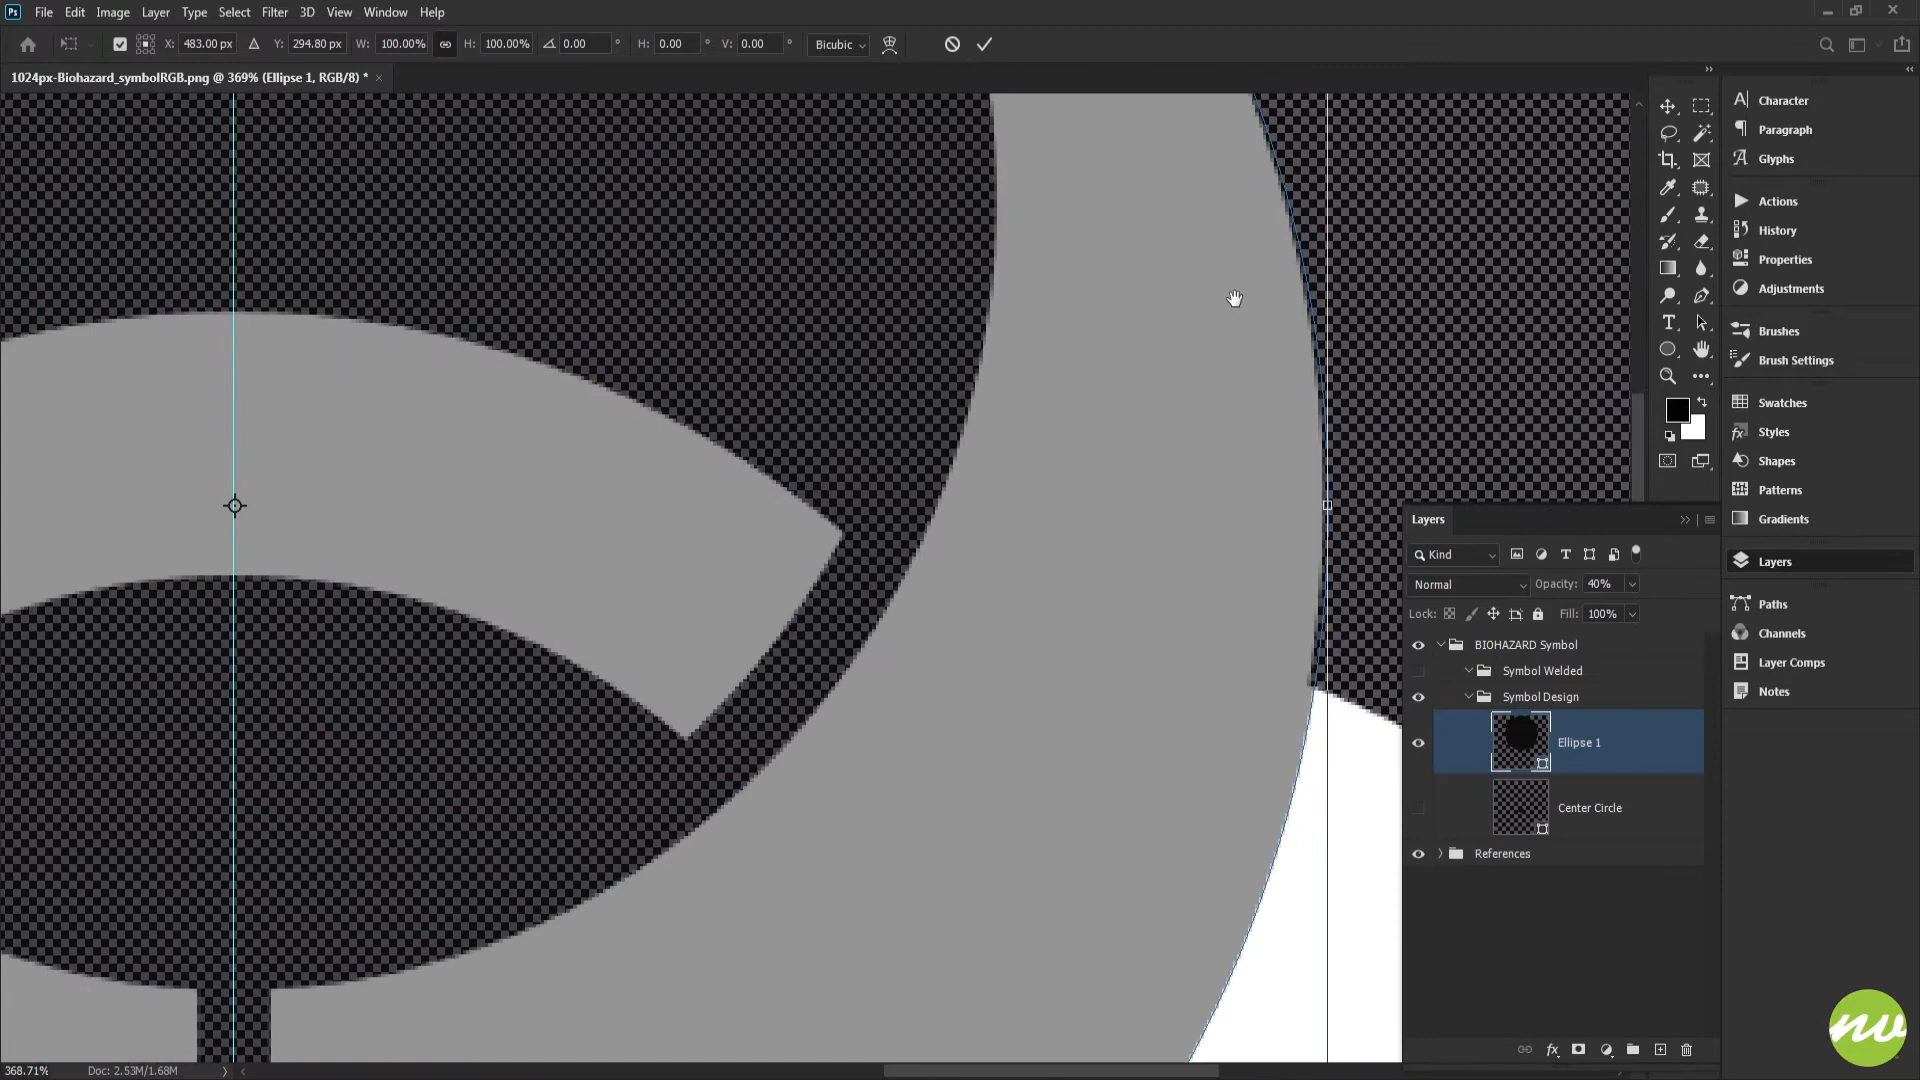 Ps File Edit Image Layer Type Select Filter 3D View Window Help
X: 483.00 px Y: 294.80 px W: 100.00% H: 100.00% 0.00 ° H: 0.00 ° V: 0.00 ° Bicubic
1024px-Biohazard_symbolRGB.png @ 369% (Ellipse 1, RGB/8) * ×
Character
Paragraph
Glyphs
Actions
History
Properties
Adjustments
Brushes
Brush Settings
Swatches
Styles
Shapes
Patterns
Gradients
Layers
Paths
Channels
Layer Comps
Notes
Layers
Kind
Normal Opacity: 40%
Lock: Fill: 100%
BIOHAZARD Symbol
Symbol Welded
Symbol Design
Ellipse 1
Center Circle
References
fx
nv
368.71% Doc: 2.53M/1.68M